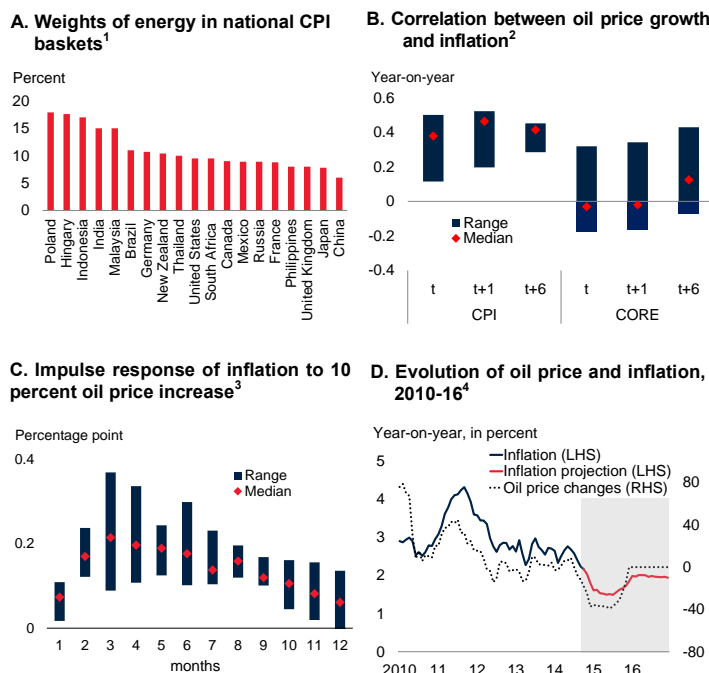 A. Weights of energy in national CPI
baskets¹
Percent
20
15
10
5
0
Poland
Hingary
Indonesia
India
Malaysia
Brazil
Germany
New Zealand
Thailand
United States
South Africa
Canada
Mexico
Russia
France
Philippines
United Kingdom
Japan
China
B. Correlation between oil price growth
and inflation²
Year-on-year
0.6
0.4
0.2
0
-0.2
-0.4
Range
Median
t t+1 t+6 t t+1 t+6
CPI CORE
C. Impulse response of inflation to 10
percent oil price increase³
Percentage point
0.4
0.2
0
Range
Median
1 2 3 4 5 6 7 8 9 10 11 12
months
D. Evolution of oil price and inflation,
2010-16⁴
Year-on-year, in percent
Inflation (LHS)
Inflation projection (LHS)
Oil price changes (RHS)
5
4
3
2
1
0
80
40
0
-40
-80
2010 11 12 13 14 15 16